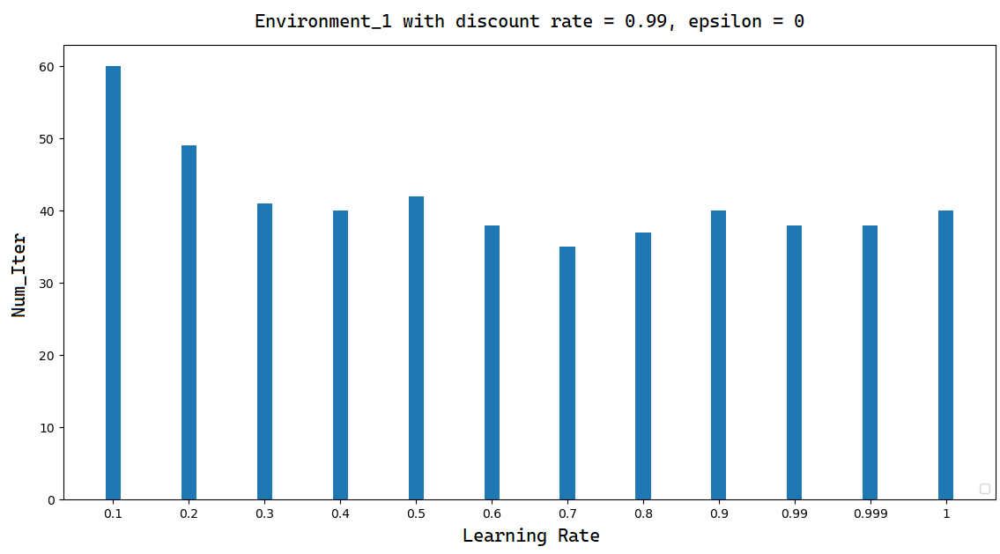 Environment_1 with discount rate = 0.99, epsilon = 0
Num_Iter
60
50
40
30
20
10
0
0.1 0.2 0.3 0.4 0.5 0.6 0.7 0.8 0.9 0.99 0.999 1
Learning Rate